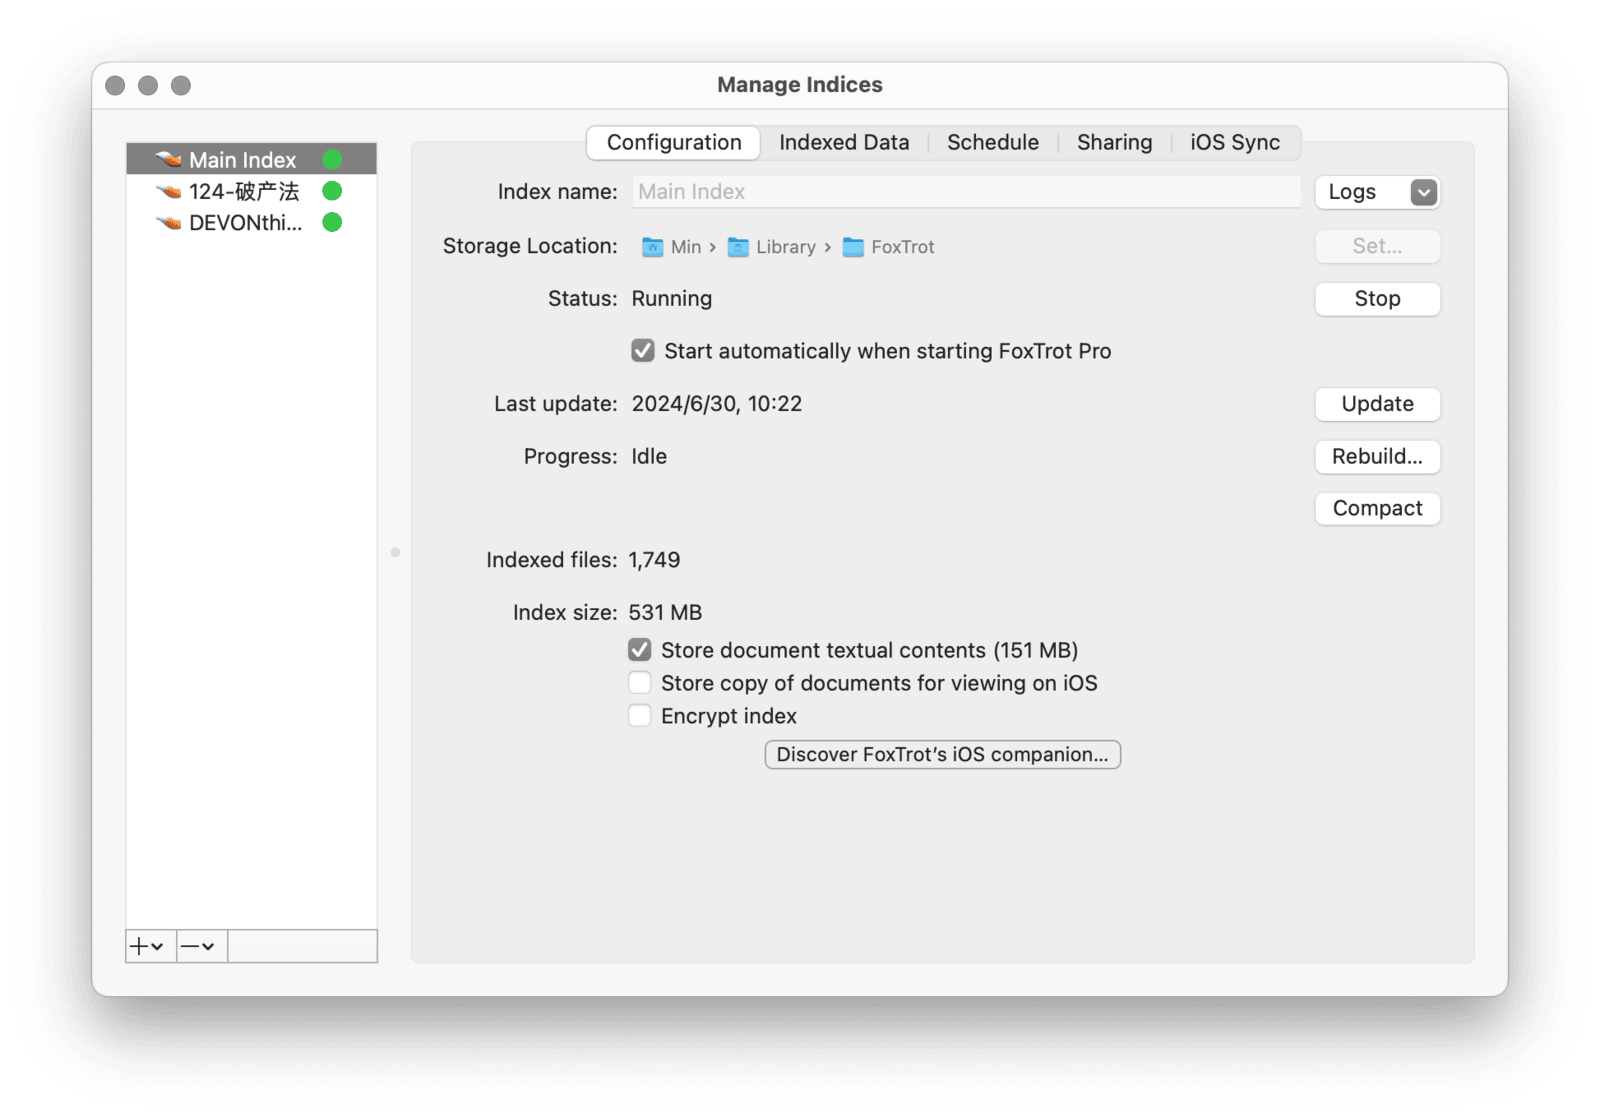 Manage Indices
Main Index
124-破产法
DEVONthi...
Configuration
Indexed Data
Schedule
Sharing
iOS Sync
Index name: Main Index
Logs
Storage Location: Min › Library › FoxTrot
Set...
Status: Running
Stop
Start automatically when starting FoxTrot Pro
Last update: 2024/6/30, 10:22
Update
Progress: Idle
Rebuild...
Compact
Indexed files: 1,749
Index size: 531 MB
Store document textual contents (151 MB)
Store copy of documents for viewing on iOS
Encrypt index
Discover FoxTrot’s iOS companion...